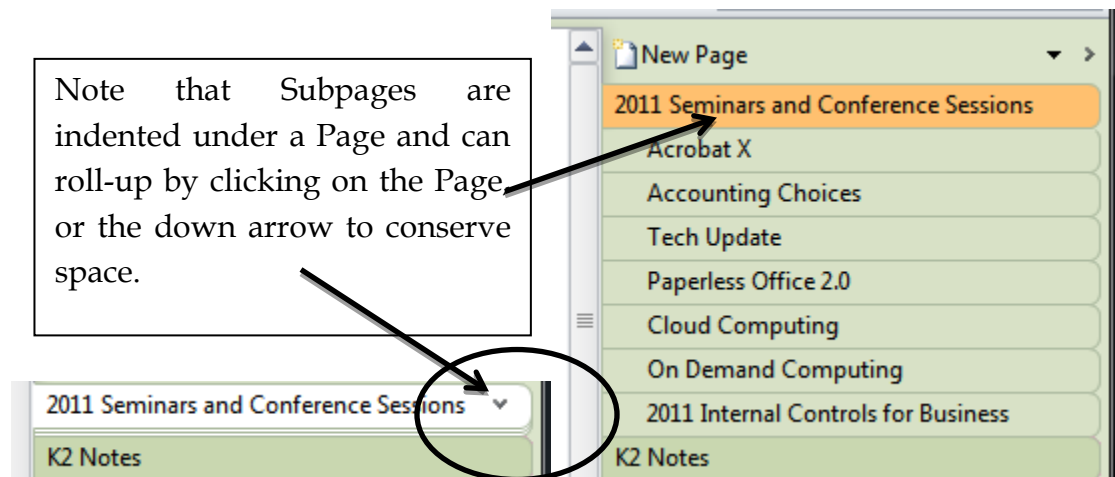 Note that Subpages are
indented under a Page and can
roll-up by clicking on the Page,
or the down arrow to conserve
space.
2011 Seminars and Conference Sessions
K2 Notes
New Page
2011 Seminars and Conference Sessions
Acrobat X
Accounting Choices
Tech Update
Paperless Office 2.0
Cloud Computing
On Demand Computing
2011 Internal Controls for Business
K2 Notes